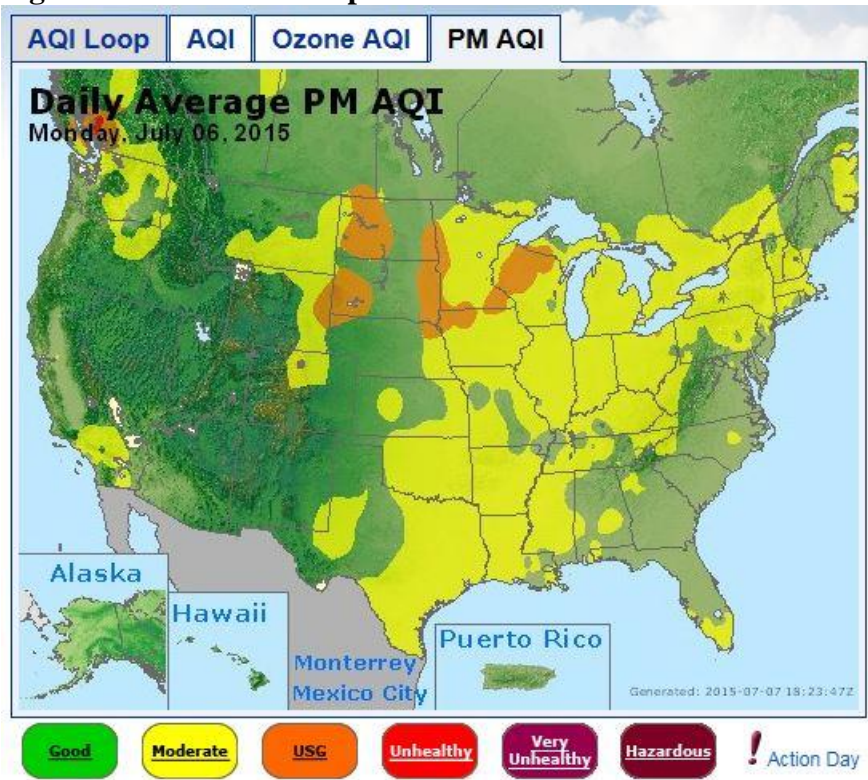 AQI Loop AQI Ozone AQI PM AQI
Daily Average PM AQI
Monday, July 06, 2015
Alaska
Hawaii
Puerto Rico
Monterrey
Mexico City
Generated: 2015-07-07 18:23:47Z
Good Moderate USG Unhealthy Very Unhealthy Hazardous ! Action Day